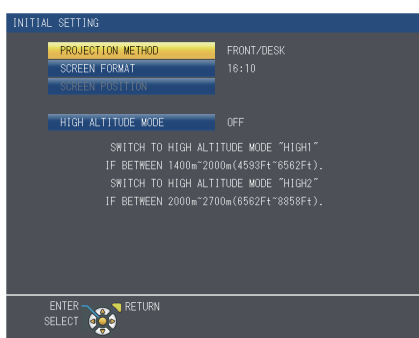 INITIAL SETTING
PROJECTION METHOD FRONT/DESK
SCREEN FORMAT 16:10
SCREEN POSITION
HIGH ALTITUDE MODE OFF
SWITCH TO HIGH ALTITUDE MODE "HIGH1"
IF BETWEEN 1400m~2000m(4593Ft~6562Ft).
SWITCH TO HIGH ALTITUDE MODE "HIGH2"
IF BETWEEN 2000m~2700m(6562Ft~8858Ft).
ENTER RETURN
SELECT